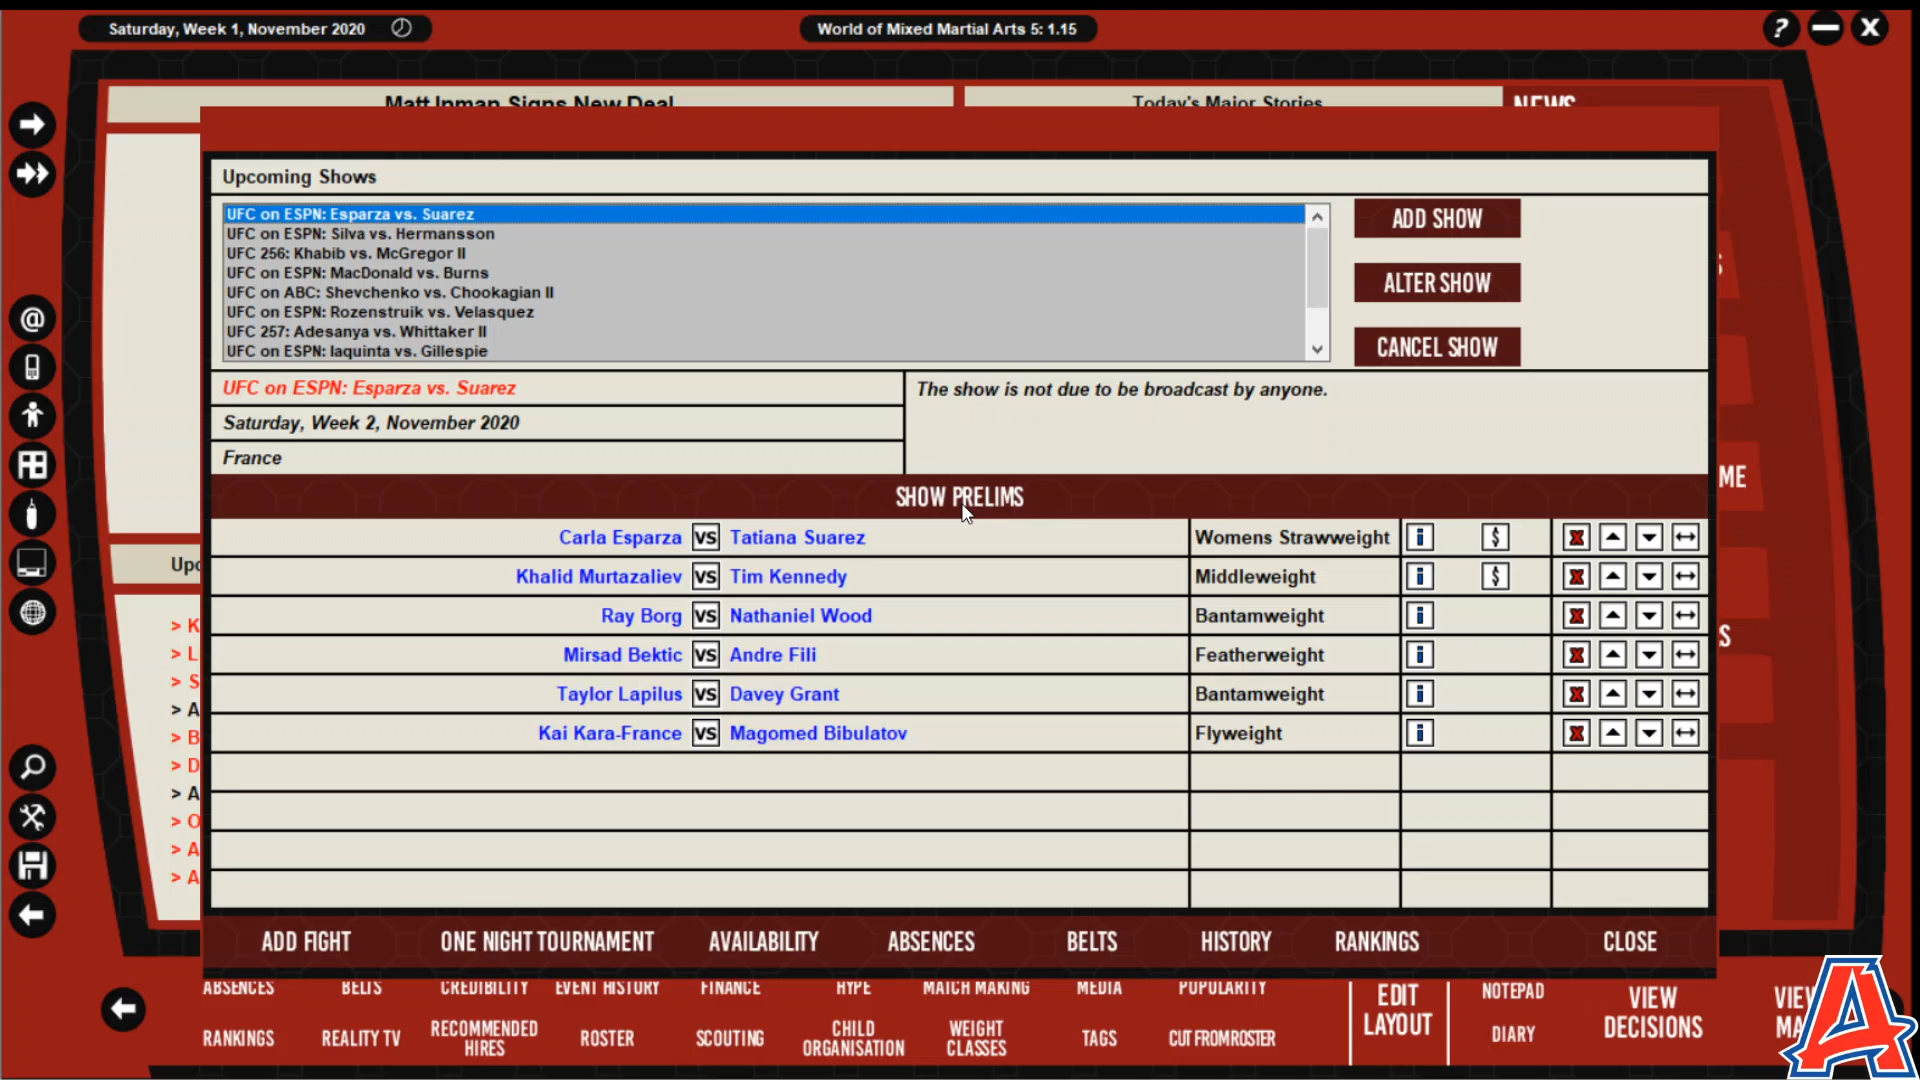 Saturday, Week 1, November 2020
World of Mixed Martial Arts 5: 1.15
?
X
Matt Inman Signs New Deal
Today's Major Stories
NEWS
Upcoming Shows
UFC on ESPN: Esparza vs. Suarez
UFC on ESPN: Silva vs. Hermansson
UFC 256: Khabib vs. McGregor II
UFC on ESPN: MacDonald vs. Burns
UFC on ABC: Shevchenko vs. Chookagian II
UFC on ESPN: Rozenstruik vs. Velasquez
UFC 257: Adesanya vs. Whittaker II
UFC on ESPN: Iaquinta vs. Gillespie
ADD SHOW
ALTER SHOW
CANCEL SHOW
UFC on ESPN: Esparza vs. Suarez
Saturday, Week 2, November 2020
France
The show is not due to be broadcast by anyone.
SHOW PRELIMS
Carla Esparza VS Tatiana Suarez Womens Strawweight i $ X
Khalid Murtazaliev VS Tim Kennedy Middleweight i $ X
Ray Borg VS Nathaniel Wood Bantamweight i X
Mirsad Bektic VS Andre Fili Featherweight i X
Taylor Lapilus VS Davey Grant Bantamweight i X
Kai Kara-France VS Magomed Bibulatov Flyweight i X
ME
S
Upc
> K
> L
> S
> A
> B
> D
> A
> O
> A
> A
ADD FIGHT ONE NIGHT TOURNAMENT AVAILABILITY ABSENCES BELTS HISTORY RANKINGS CLOSE
ABSENCES BELTS CREDIBILITY EVENT HISTORY FINANCE HYPE MATCH MAKING MEDIA POPULARITY
RANKINGS REALITY TV RECOMMENDED HIRES ROSTER SCOUTING CHILD ORGANISATION WEIGHT CLASSES TAGS CUT FROM ROSTER
EDIT LAYOUT
NOTEPAD
DIARY
VIEW DECISIONS
A